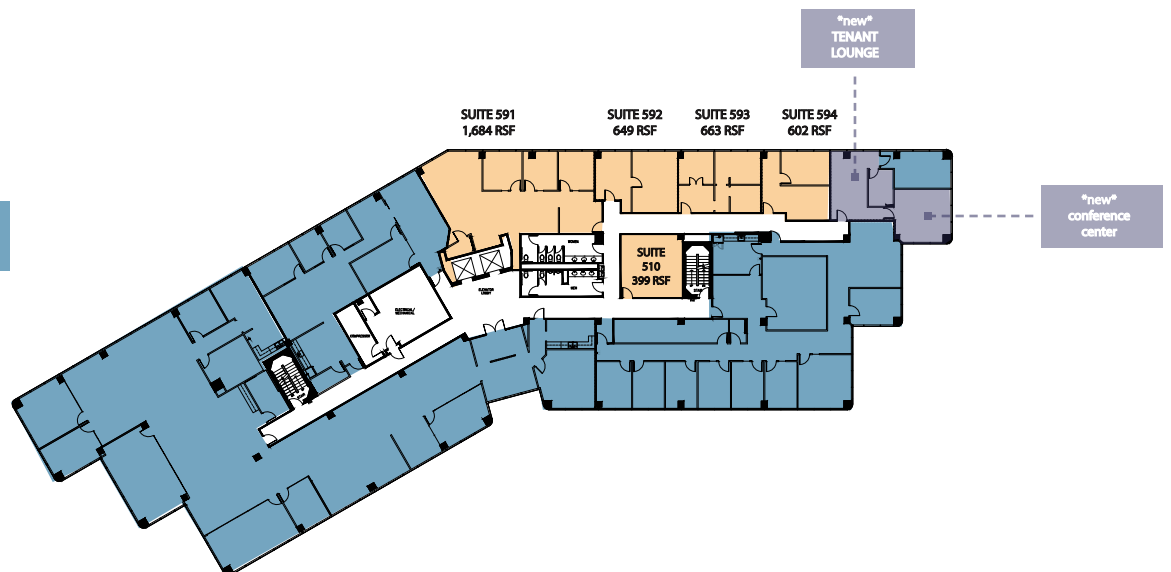 *new*
TENANT
LOUNGE
SUITE 591
1,684 RSF
SUITE 592
649 RSF
SUITE 593
663 RSF
SUITE 594
602 RSF
*new*
conference
center
SUITE
510
399 RSF
ELEVATOR
LOBBY
ELECTRICAL/
MECHANICAL